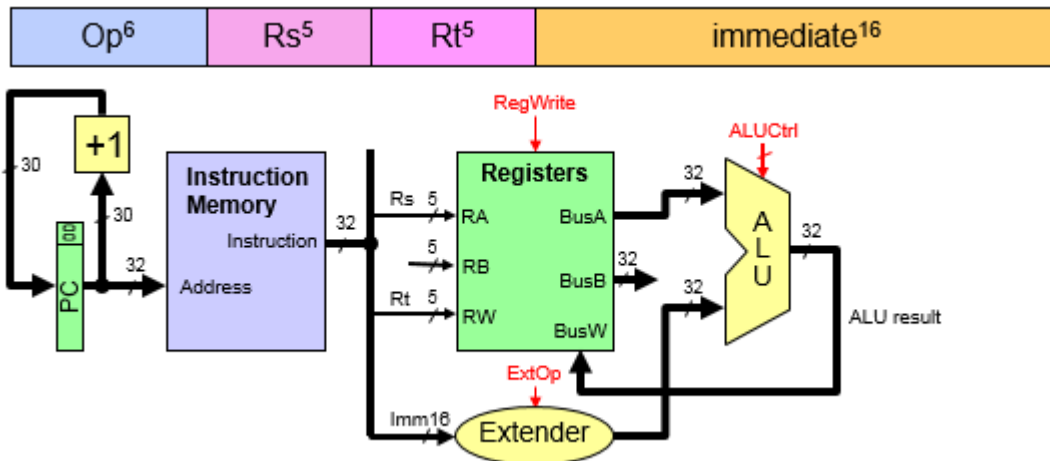 Op6 Rs5 Rt5 immediate16
RegWrite
ALUCtrl
+1
30
30
00
PC
32
Instruction
Memory
Instruction
Address
32
Rs 5
5
Rt 5
Imm16
Registers
RA
RB
RW
BusA
BusB
BusW
32
32
32
ALU
32
ALU result
ExtOp
Extender